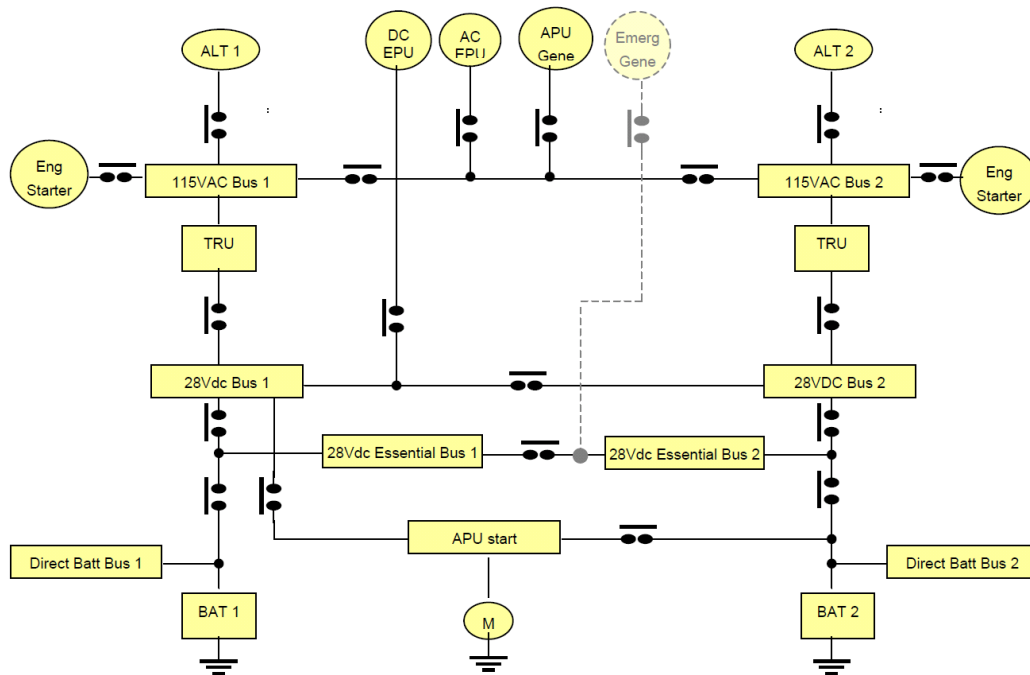 ALT 1
DC
EPU
AC
EPU
APU
Gene
Emerg
Gene
ALT 2
Eng
Starter
115VAC Bus 1
115VAC Bus 2
Eng
Starter
TRU
TRU
28Vdc Bus 1
28VDC Bus 2
28Vdc Essential Bus 1
28Vdc Essential Bus 2
APU start
Direct Batt Bus 1
Direct Batt Bus 2
BAT 1
M
BAT 2